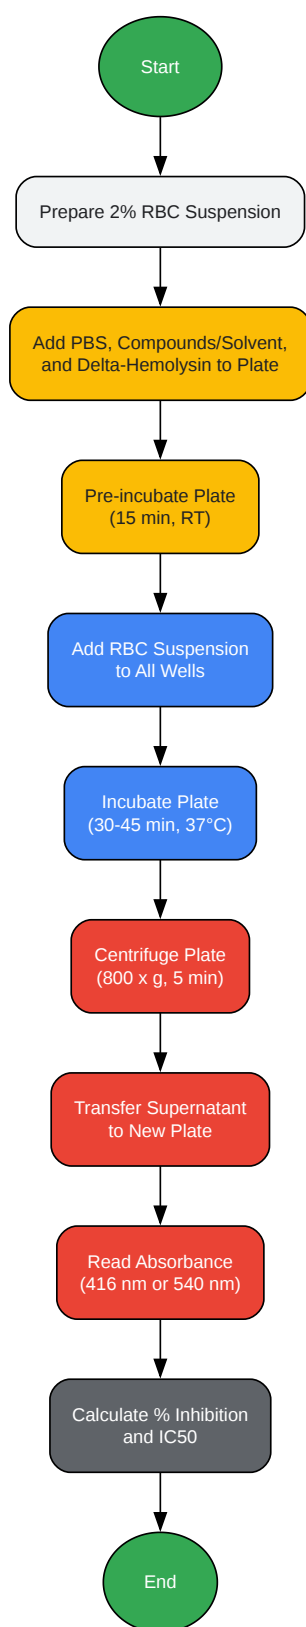 Start
Prepare 2% RBC Suspension
Add PBS, Compounds/Solvent,
and Delta-Hemolysin to Plate
Pre-incubate Plate
(15 min, RT)
Add RBC Suspension
to All Wells
Incubate Plate
(30-45 min, 37°C)
Centrifuge Plate
(800 x g, 5 min)
Transfer Supernatant
to New Plate
Read Absorbance
(416 nm or 540 nm)
Calculate % Inhibition
and IC50
End